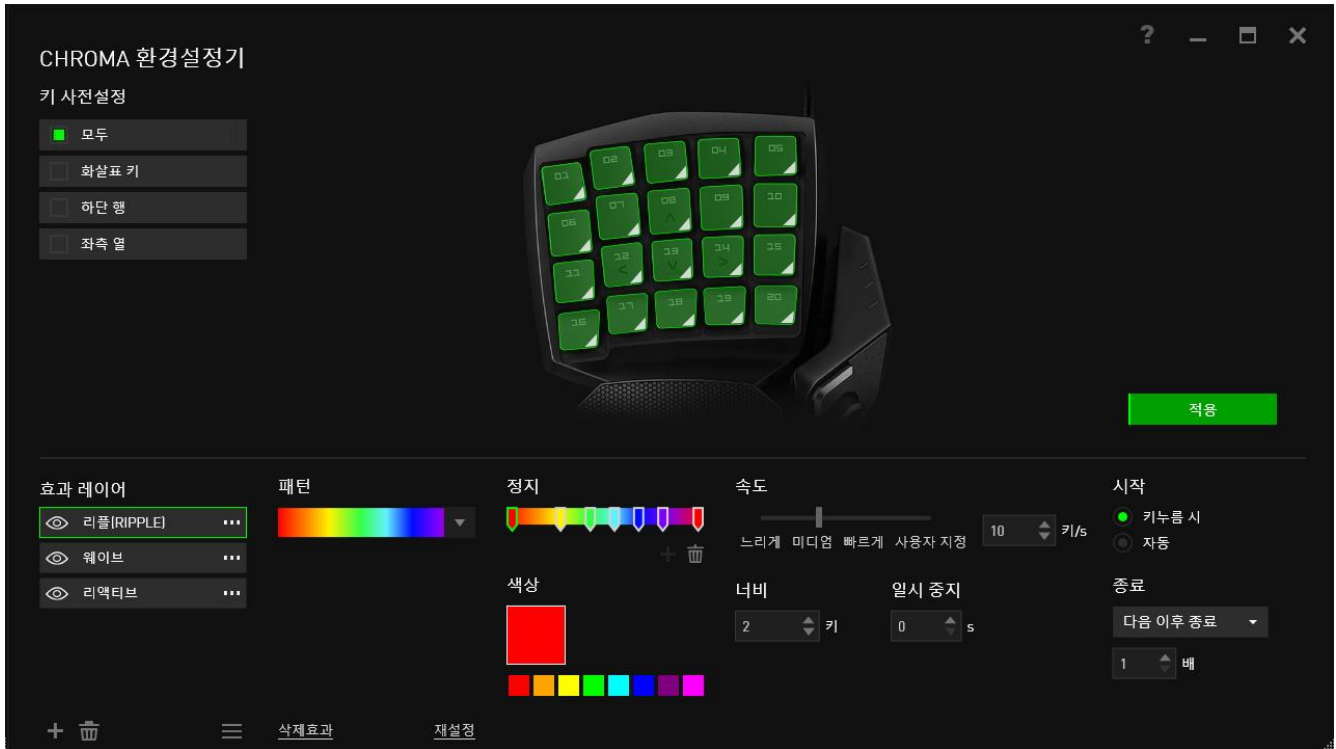 ?
CHROMA 환경설정기
키 사전설정
모두
화살표 키
하단 행
좌측 열
01 02 03 04 05
06 07 08 09 10
11 12 13 14 15
16 17 18 19 20
적용
효과 레이어
리플(RIPPLE) ...
웨이브 ...
리액티브 ...
패턴
정지
색상
속도
느리게 미디엄 빠르게 사용자 지정
10 키/s
너비
2 키
일시 중지
0 s
시작
키누름 시
자동
종료
다음 이후 종료
1 배
삭제효과
재설정